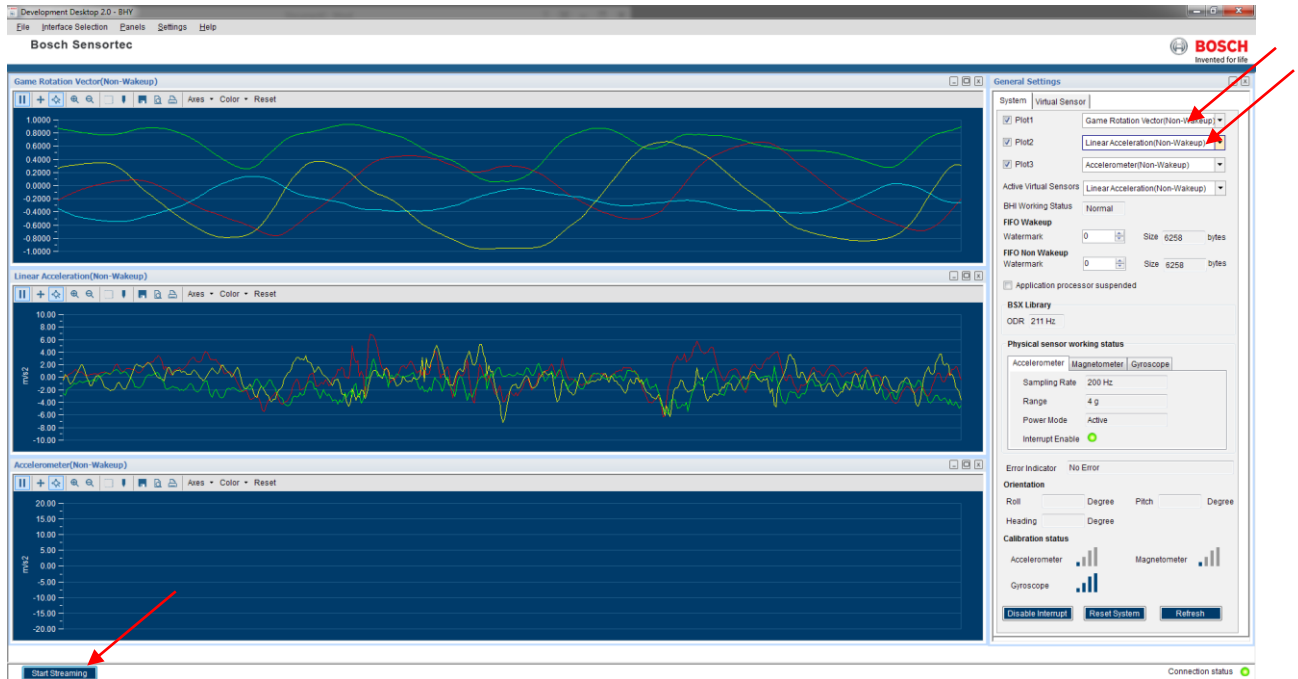 Development Desktop 2.0 - BHY
File Interface Selection Panels Settings Help
Bosch Sensortec
BOSCH
Invented for life
Game Rotation Vector(Non-Wakeup)
Axes Color Reset
1.0000
0.8000
0.6000
0.4000
0.2000
0.0000
-0.2000
-0.4000
-0.6000
-0.8000
-1.0000
Linear Acceleration(Non-Wakeup)
Axes Color Reset
m/s2
10.00
8.00
6.00
4.00
2.00
0.00
-2.00
-4.00
-6.00
-8.00
-10.00
Accelerometer(Non-Wakeup)
Axes Color Reset
m/s2
20.00
15.00
10.00
5.00
0.00
-5.00
-10.00
-15.00
-20.00
Start Streaming
General Settings
System Virtual Sensor
Plot1 Game Rotation Vector(Non-Wakeup)
Plot2 Linear Acceleration(Non-Wakeup)
Plot3 Accelerometer(Non-Wakeup)
Active Virtual Sensors Linear Acceleration(Non-Wakeup)
BHI Working Status Normal
FIFO Wakeup
Watermark 0 Size 6258 bytes
FIFO Non Wakeup
Watermark 0 Size 6258 bytes
Application processor suspended
BSX Library
ODR 211 Hz
Physical sensor working status
Accelerometer Magnetometer Gyroscope
Sampling Rate 200 Hz
Range 4 g
Power Mode Active
Interrupt Enable
Error Indicator No Error
Orientation
Roll Degree Pitch Degree
Heading Degree
Calibration status
Accelerometer Magnetometer
Gyroscope
Disable Interrupt Reset System Refresh
Connection status